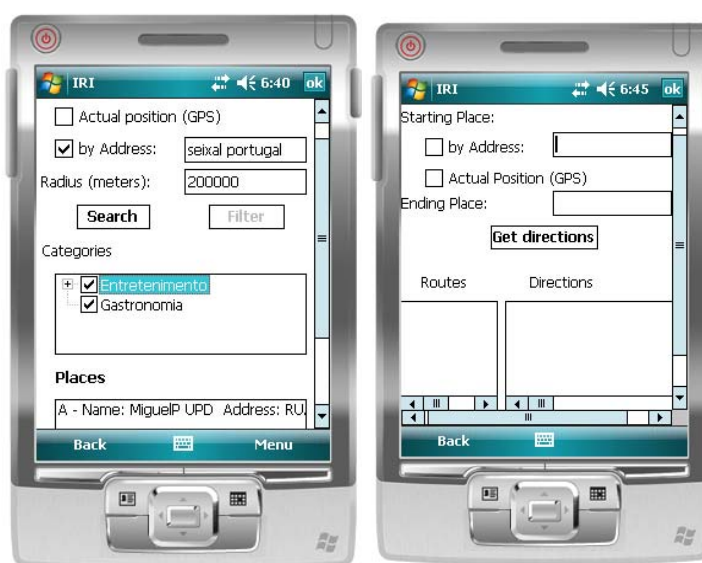 IRI 6:40 ok
Actual position (GPS)
by Address: seixal portugal
Radius (meters): 200000
Search Filter
Categories
Entretenimento
Gastronomia
Places
A - Name: MiguelP UPD Address: RU
Back Menu
IRI 6:45 ok
Starting Place:
by Address:
Actual Position (GPS)
Ending Place:
Get directions
Routes Directions
Back